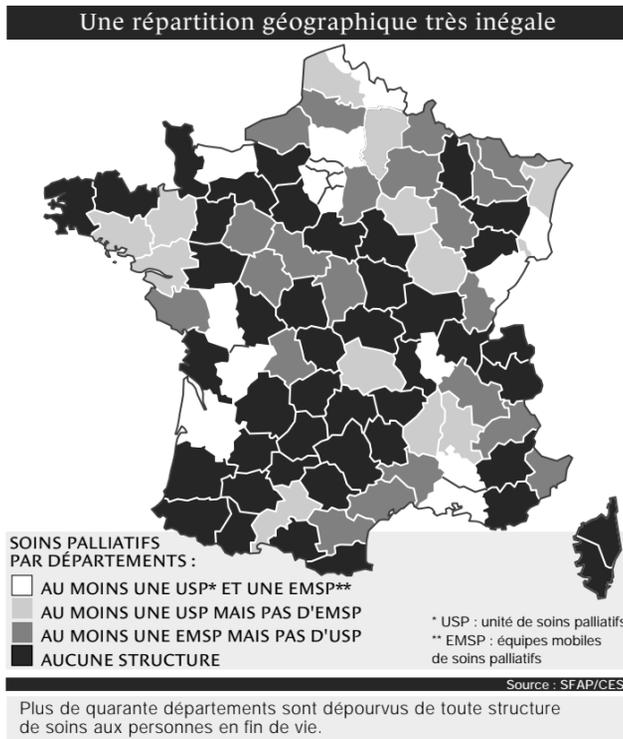 Une répartition géographique très inégale
SOINS PALLIATIFS
PAR DÉPARTEMENTS :
AU MOINS UNE USP* ET UNE EMSP**
AU MOINS UNE USP MAIS PAS D'EMSP
AU MOINS UNE EMSP MAIS PAS D'USP
AUCUNE STRUCTURE
* USP : unité de soins palliatifs
** EMSP : équipes mobiles
de soins palliatifs
Source : SFAP/CES
Plus de quarante départements sont dépourvus de toute structure
de soins aux personnes en fin de vie.